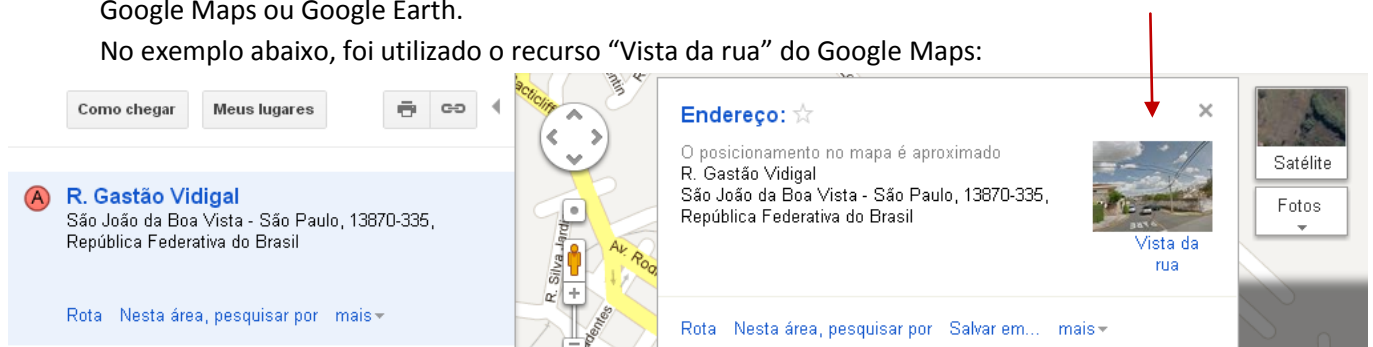 Google Maps ou Google Earth.
No exemplo abaixo, foi utilizado o recurso “Vista da rua” do Google Maps:
Como chegar
Meus lugares
A
R. Gastão Vidigal
São João da Boa Vista - São Paulo, 13870-335,
República Federativa do Brasil
Rota Nesta área, pesquisar por mais
R. Silva Jardi
Av. Rod
dentes
Endereço:
O posicionamento no mapa é aproximado
R. Gastão Vidigal
São João da Boa Vista - São Paulo, 13870-335,
República Federativa do Brasil
Vista da
rua
Rota Nesta área, pesquisar por Salvar em... mais
Satélite
Fotos